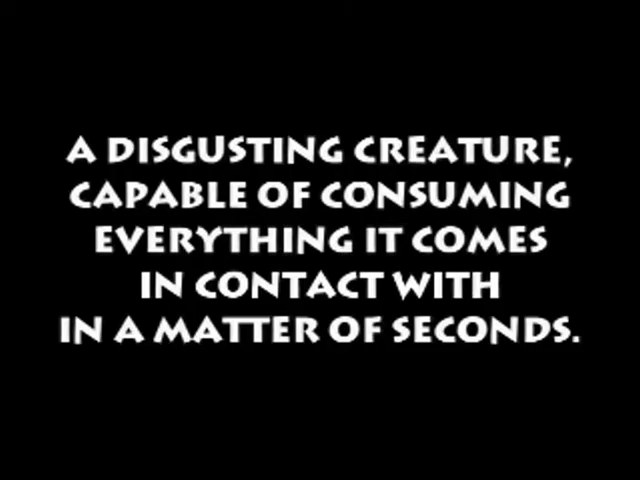 A DISGUSTING CREATURE,
CAPABLE OF CONSUMING
EVERYTHING IT COMES
IN CONTACT WITH
IN A MATTER OF SECONDS.